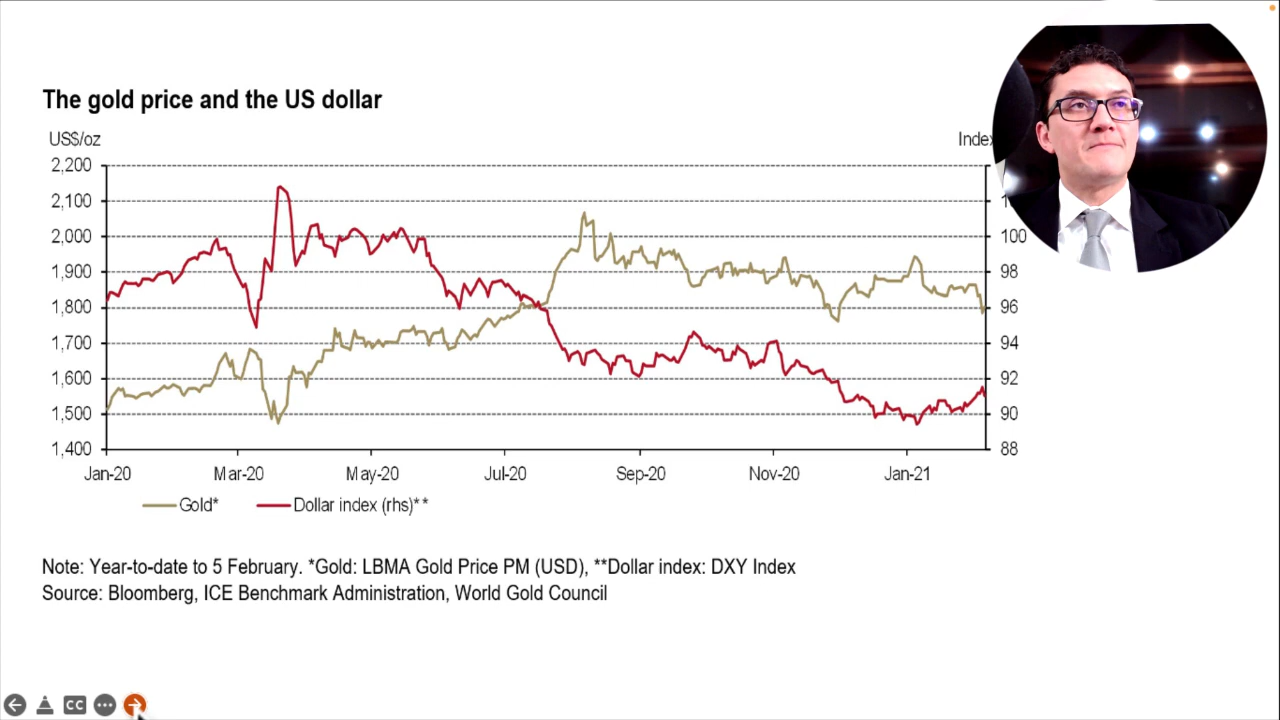 The gold price and the US dollar
US$/oz
Index
2,200
2,100
2,000 100
1,900 98
1,800 96
1,700 94
1,600 92
1,500 90
1,400 88
Jan-20 Mar-20 May-20 Jul-20 Sep-20 Nov-20 Jan-21
Gold* Dollar index (rhs)**
Note: Year-to-date to 5 February. *Gold: LBMA Gold Price PM (USD), **Dollar index: DXY Index
Source: Bloomberg, ICE Benchmark Administration, World Gold Council
CC